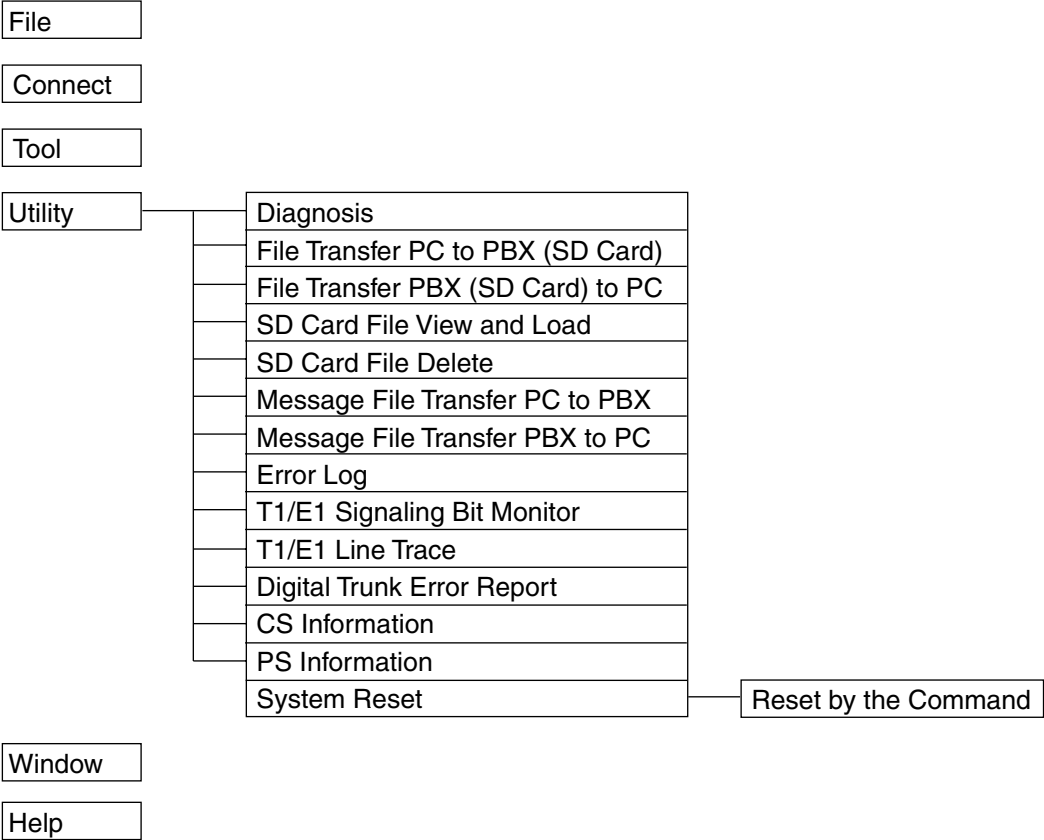 File
Connect
Tool
Utility
Diagnosis
File Transfer PC to PBX (SD Card)
File Transfer PBX (SD Card) to PC
SD Card File View and Load
SD Card File Delete
Message File Transfer PC to PBX
Message File Transfer PBX to PC
Error Log
T1/E1 Signaling Bit Monitor
T1/E1 Line Trace
Digital Trunk Error Report
CS Information
PS Information
System Reset
Reset by the Command
Window
Help